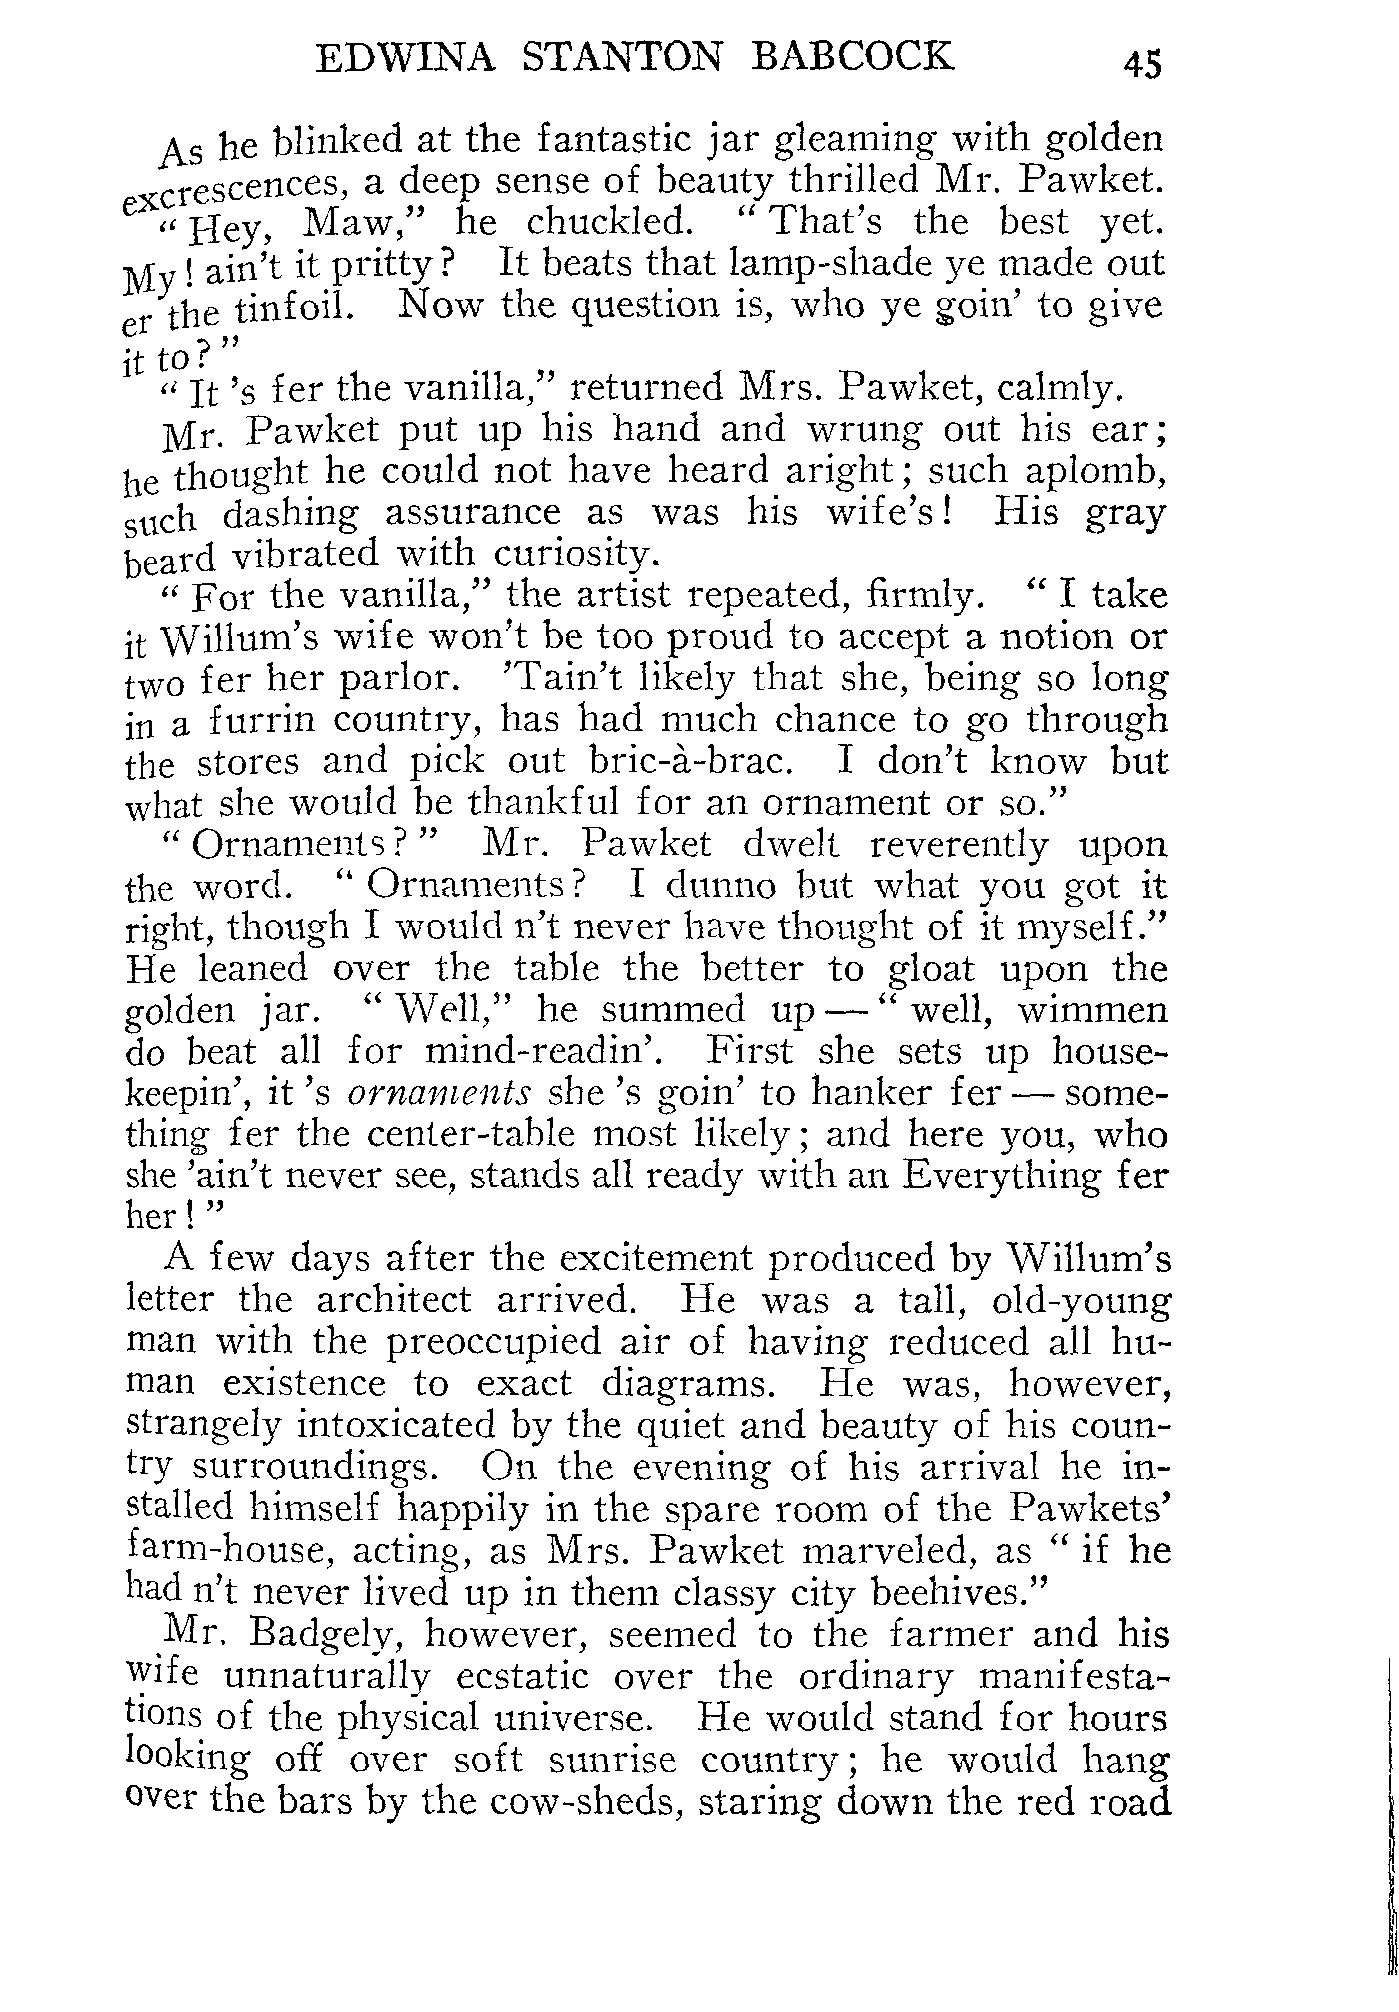 EDWINA STANTON BABCOCK 45
As he blinked at the fantastic jar gleaming with golden
excrescences, a deep sense of beauty thrilled Mr. Pawket.
" Hey, Maw," he chuckled. " That's the best yet.
My! ain't it pritty? It beats that lamp-shade ye made out
er the tinfoil. Now the question is, who ye goin' to give
it to? "
" It 's fer the vanilla," returned Mrs. Pawket, calmly.
Mr. Pawket put up his hand and wrung out his ear;
he thought he could not have heard aright; such aplomb,
such dashing assurance as was his wife's! His gray
beard vibrated with curiosity.
" For the vanilla," the artist repeated, firmly. " I take
it Willum's wife won't be too proud to accept a notion or
two fer her parlor. 'Tain't likely that she, being so long
in a furrin country, has had much chance to go through
the stores and pick out bric-à-brac. I don't know but
what she would be thankful for an ornament or so."
" Ornaments? " Mr. Pawket dwelt reverently upon
the word. " Ornaments? I dunno but what you got it
right, though I would n't never have thought of it myself."
He leaned over the table the better to gloat upon the
golden jar. " Well," he summed up — " well, wimmen
do beat all for mind-readin'. First she sets up house-
keepin', it 's ornaments she 's goin' to hanker fer — some-
thing fer the center-table most likely; and here you, who
she 'ain't never see, stands all ready with an Everything fer
her! "
A few days after the excitement produced by Willum's
letter the architect arrived. He was a tall, old-young
man with the preoccupied air of having reduced all hu-
man existence to exact diagrams. He was, however,
strangely intoxicated by the quiet and beauty of his coun-
try surroundings. On the evening of his arrival he in-
stalled himself happily in the spare room of the Pawkets'
farm-house, acting, as Mrs. Pawket marveled, as " if he
had n't never lived up in them classy city beehives."
Mr. Badgely, however, seemed to the farmer and his
wife unnaturally ecstatic over the ordinary manifesta-
tions of the physical universe. He would stand for hours
looking off over soft sunrise country; he would hang
over the bars by the cow-sheds, staring down the red road